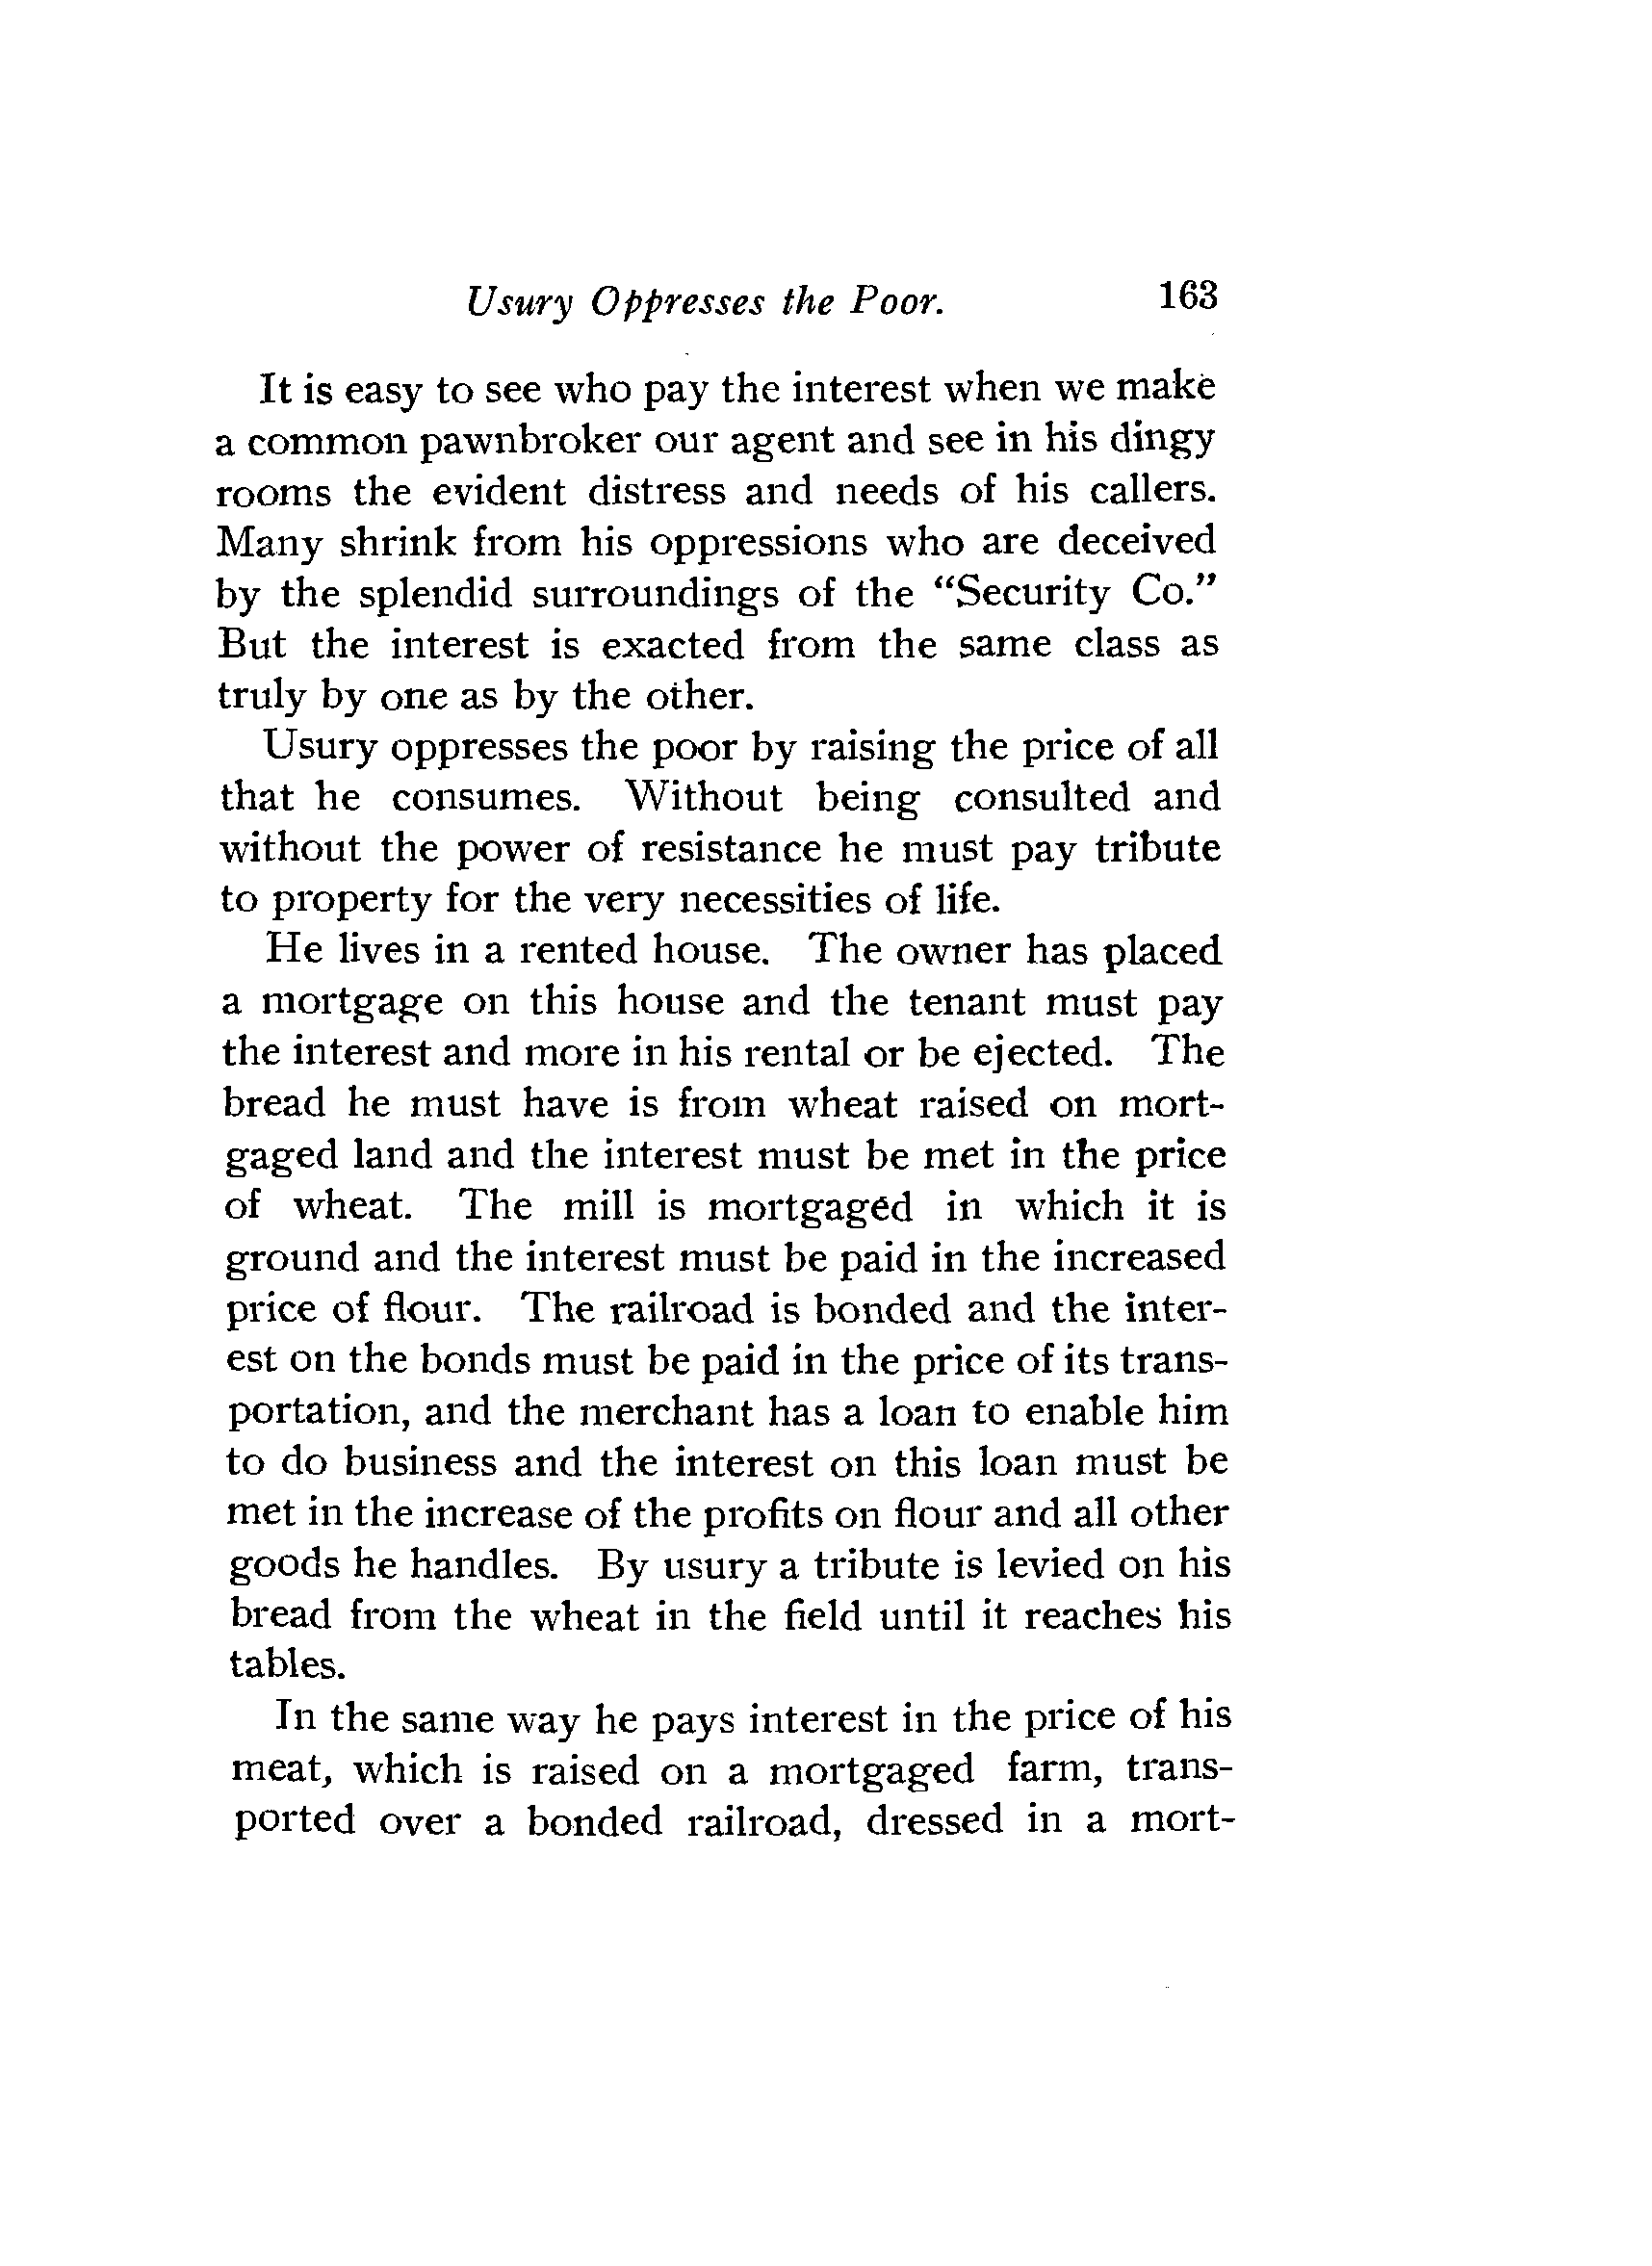 Usury Oppresses the Poor. 163
It is easy to see who pay the interest when we make
a common pawnbroker our agent and see in his dingy
rooms the evident distress and needs of his callers.
Many shrink from his oppressions who are deceived
by the splendid surroundings of the “Security Co.”
But the interest is exacted from the same class as
truly by one as by the other.
Usury oppresses the poor by raising the price of all
that he consumes. Without being consulted and
without the power of resistance he must pay tribute
to property for the very necessities of life.
He lives in a rented house. The owner has placed
a mortgage on this house and the tenant must pay
the interest and more in his rental or be ejected. The
bread he must have is from wheat raised on mort-
gaged land and the interest must be met in the price
of wheat. The mill is mortgaged in which it is
ground and the interest must be paid in the increased
price of flour. The railroad is bonded and the inter-
est on the bonds must be paid in the price of its trans-
portation, and the merchant has a loan to enable him
to do business and the interest on this loan must be
met in the increase of the profits on flour and all other
goods he handles. By usury a tribute is levied on his
bread from the wheat in the field until it reaches his
tables.
In the same way he pays interest in the price of his
meat, which is raised on a mortgaged farm, trans-
ported over a bonded railroad, dressed in a mort-